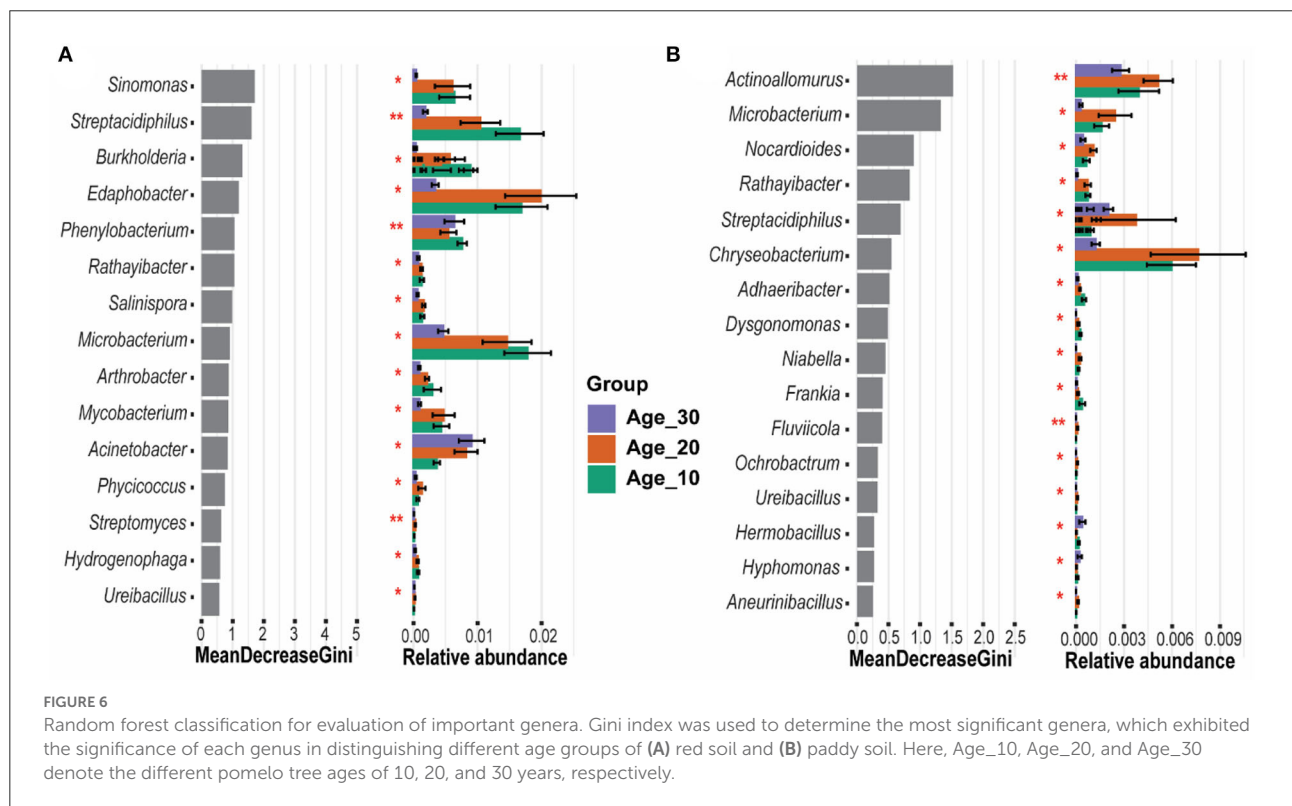 A
Sinomonas
Streptacidiphilus
Burkholderia
Edaphobacter
Phenylobacterium
Rathayibacter
Salinispora
Microbacterium
Arthrobacter
Mycobacterium
Acinetobacter
Phycicoccus
Streptomyces
Hydrogenophaga
Ureibacillus
0 1 2 3 4 5
MeanDecreaseGini
*
**
*
*
**
*
*
*
*
*
*
*
**
*
*
0.00 0.01 0.02
Relative abundance
Group
Age_30
Age_20
Age_10
B
Actinoallomurus
Microbacterium
Nocardioides
Rathayibacter
Streptacidiphilus
Chryseobacterium
Adhaeribacter
Dysgonomonas
Niabella
Frankia
Fluviicola
Ochrobactrum
Ureibacillus
Hermobacillus
Hyphomonas
Aneurinibacillus
0.0 0.5 1.0 1.5 2.0 2.5
MeanDecreaseGini
**
*
*
*
*
*
*
*
*
*
**
*
*
*
*
*
0.000 0.003 0.006 0.009
Relative abundance
FIGURE 6
Random forest classification for evaluation of important genera. Gini index was used to determine the most significant genera, which exhibited
the significance of each genus in distinguishing different age groups of (A) red soil and (B) paddy soil. Here, Age_10, Age_20, and Age_30
denote the different pomelo tree ages of 10, 20, and 30 years, respectively.